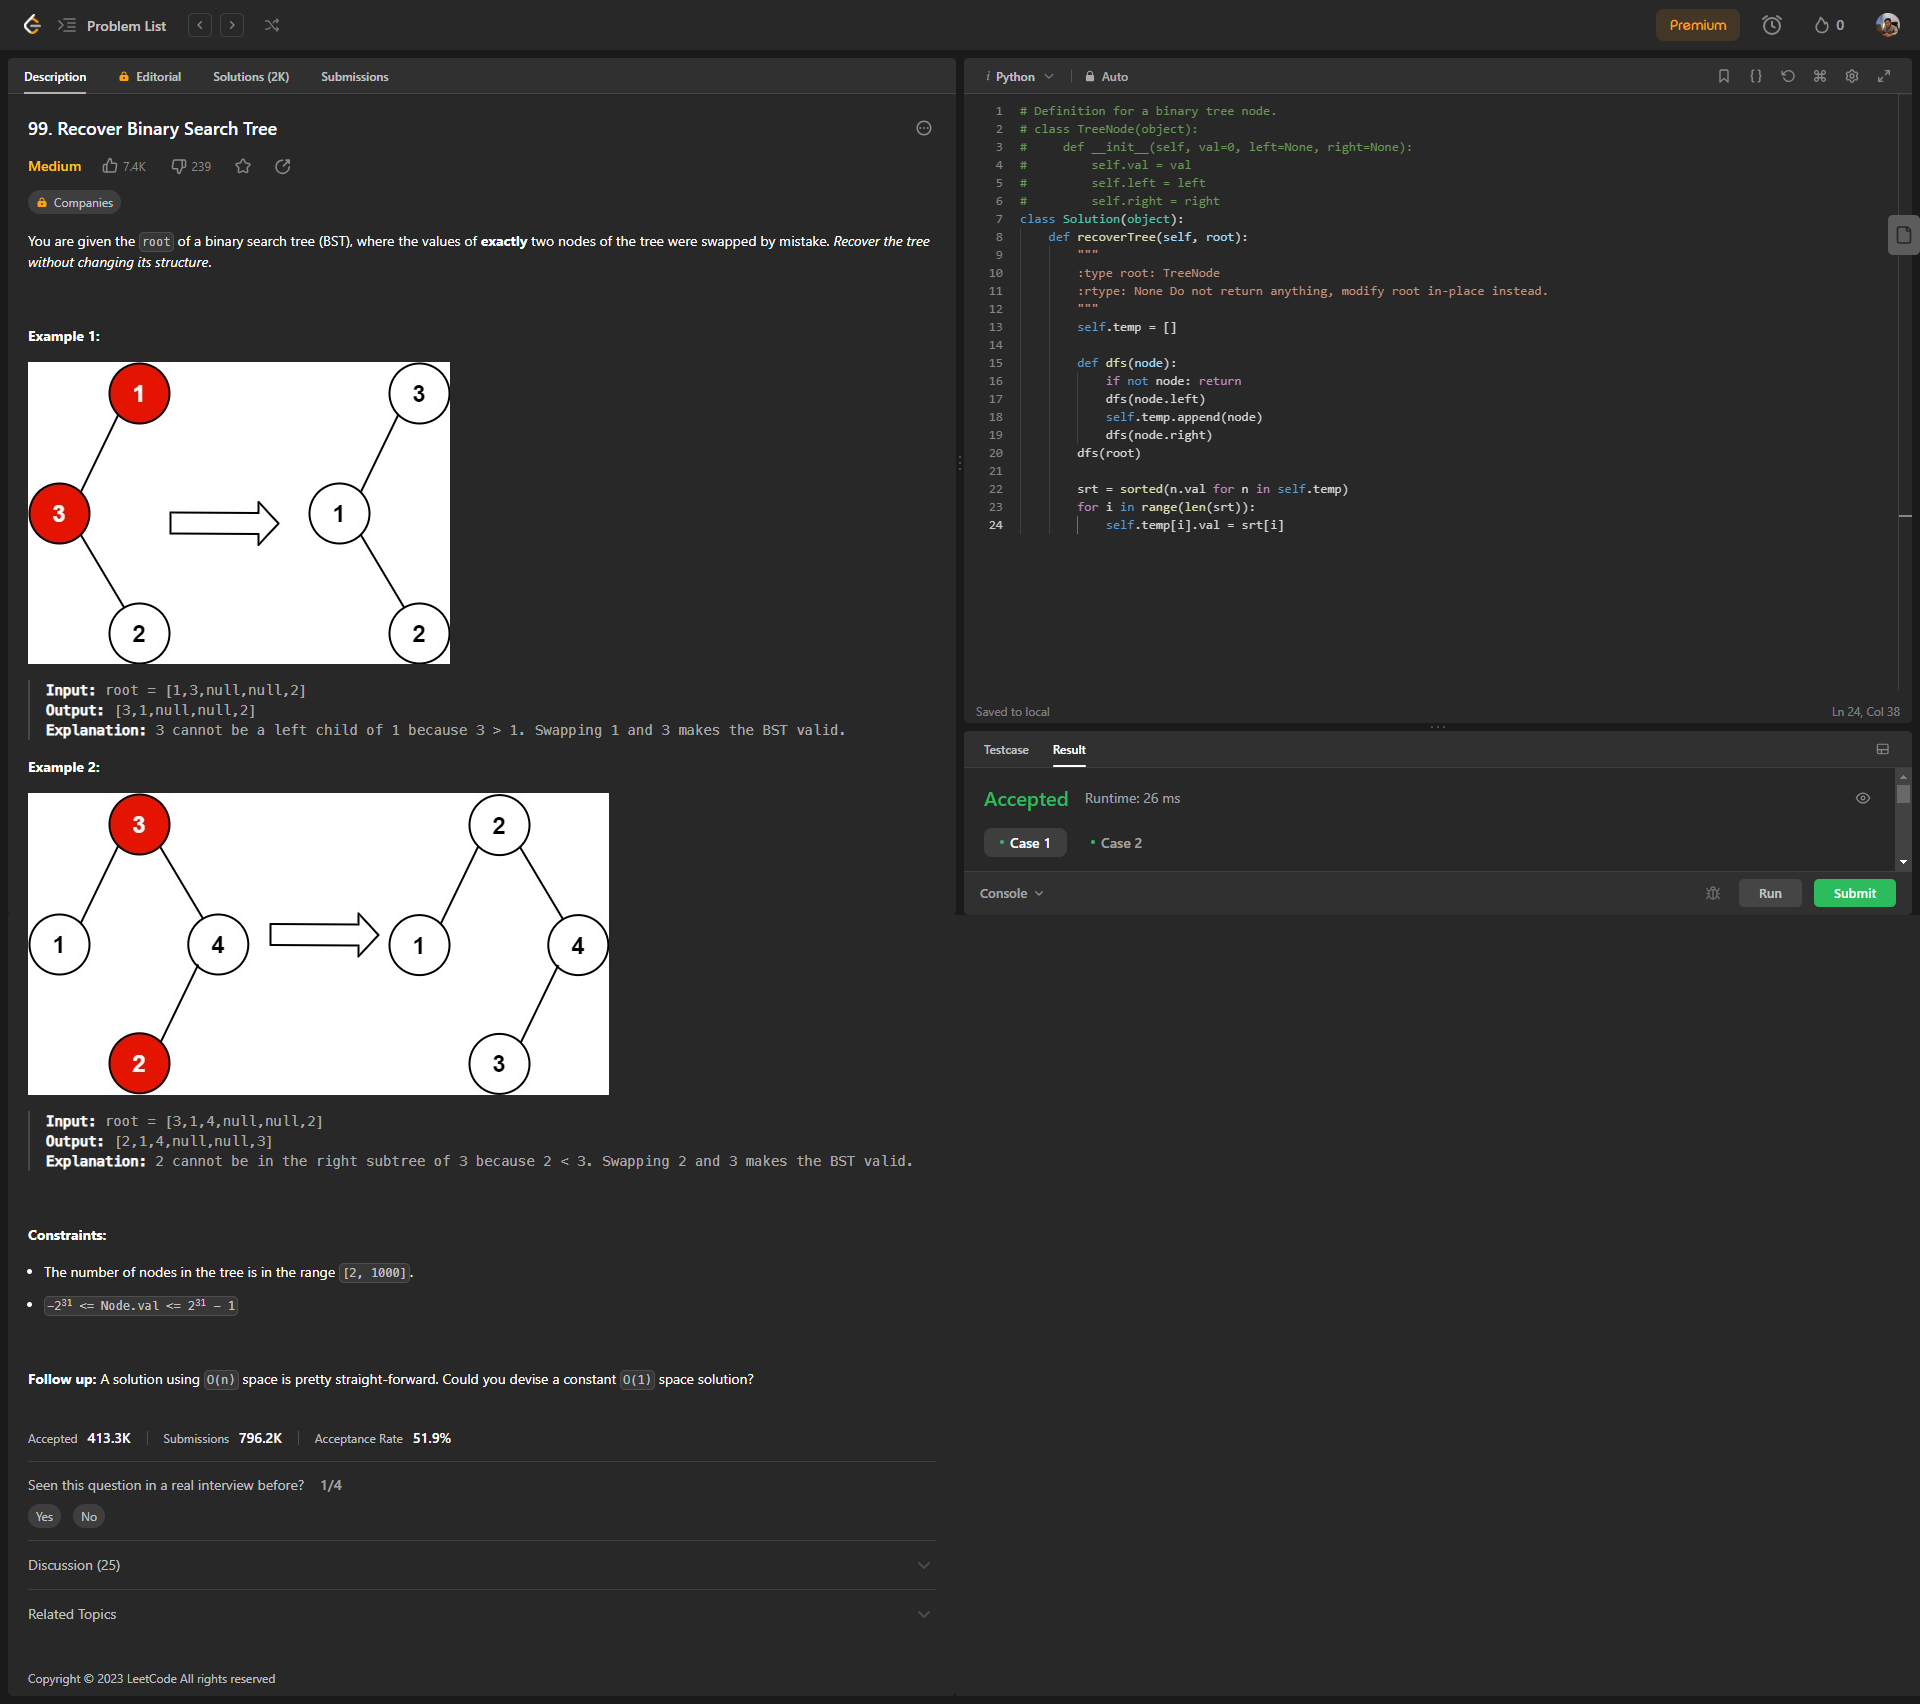 Problem List
Premium
0
Description
Editorial
Solutions (2K)
Submissions
99. Recover Binary Search Tree
Medium
7.4K
239
Companies
You are given the root of a binary search tree (BST), where the values of exactly two nodes of the tree were swapped by mistake. Recover the tree
without changing its structure.
Example 1:
1
3
2
3
1
2
Input: root = [1,3,null,null,2]
Output: [3,1,null,null,2]
Explanation: 3 cannot be a left child of 1 because 3 > 1. Swapping 1 and 3 makes the BST valid.
Example 2:
3
1
4
2
2
1
4
3
Input: root = [3,1,4,null,null,2]
Output: [2,1,4,null,null,3]
Explanation: 2 cannot be in the right subtree of 3 because 2 < 3. Swapping 2 and 3 makes the BST valid.
Constraints:
• The number of nodes in the tree is in the range [2, 1000].
• −2³¹ <= Node.val <= 2³¹ − 1
Follow up: A solution using O(n) space is pretty straight-forward. Could you devise a constant O(1) space solution?
Accepted 413.3K
Submissions 796.2K
Acceptance Rate 51.9%
Seen this question in a real interview before? 1/4
Yes
No
Discussion (25)
Related Topics
Copyright © 2023 LeetCode All rights reserved
i Python
Auto
1 # Definition for a binary tree node.
2 # class TreeNode(object):
3 #     def __init__(self, val=0, left=None, right=None):
4 #         self.val = val
5 #         self.left = left
6 #         self.right = right
7 class Solution(object):
8     def recoverTree(self, root):
9         """
10         :type root: TreeNode
11         :rtype: None Do not return anything, modify root in-place instead.
12         """
13         self.temp = []
14
15         def dfs(node):
16             if not node: return
17             dfs(node.left)
18             self.temp.append(node)
19             dfs(node.right)
20         dfs(root)
21
22         srt = sorted(n.val for n in self.temp)
23         for i in range(len(srt)):
24             self.temp[i].val = srt[i]
Saved to local
Ln 24, Col 38
Testcase
Result
Accepted
Runtime: 26 ms
• Case 1
• Case 2
Console
Run
Submit